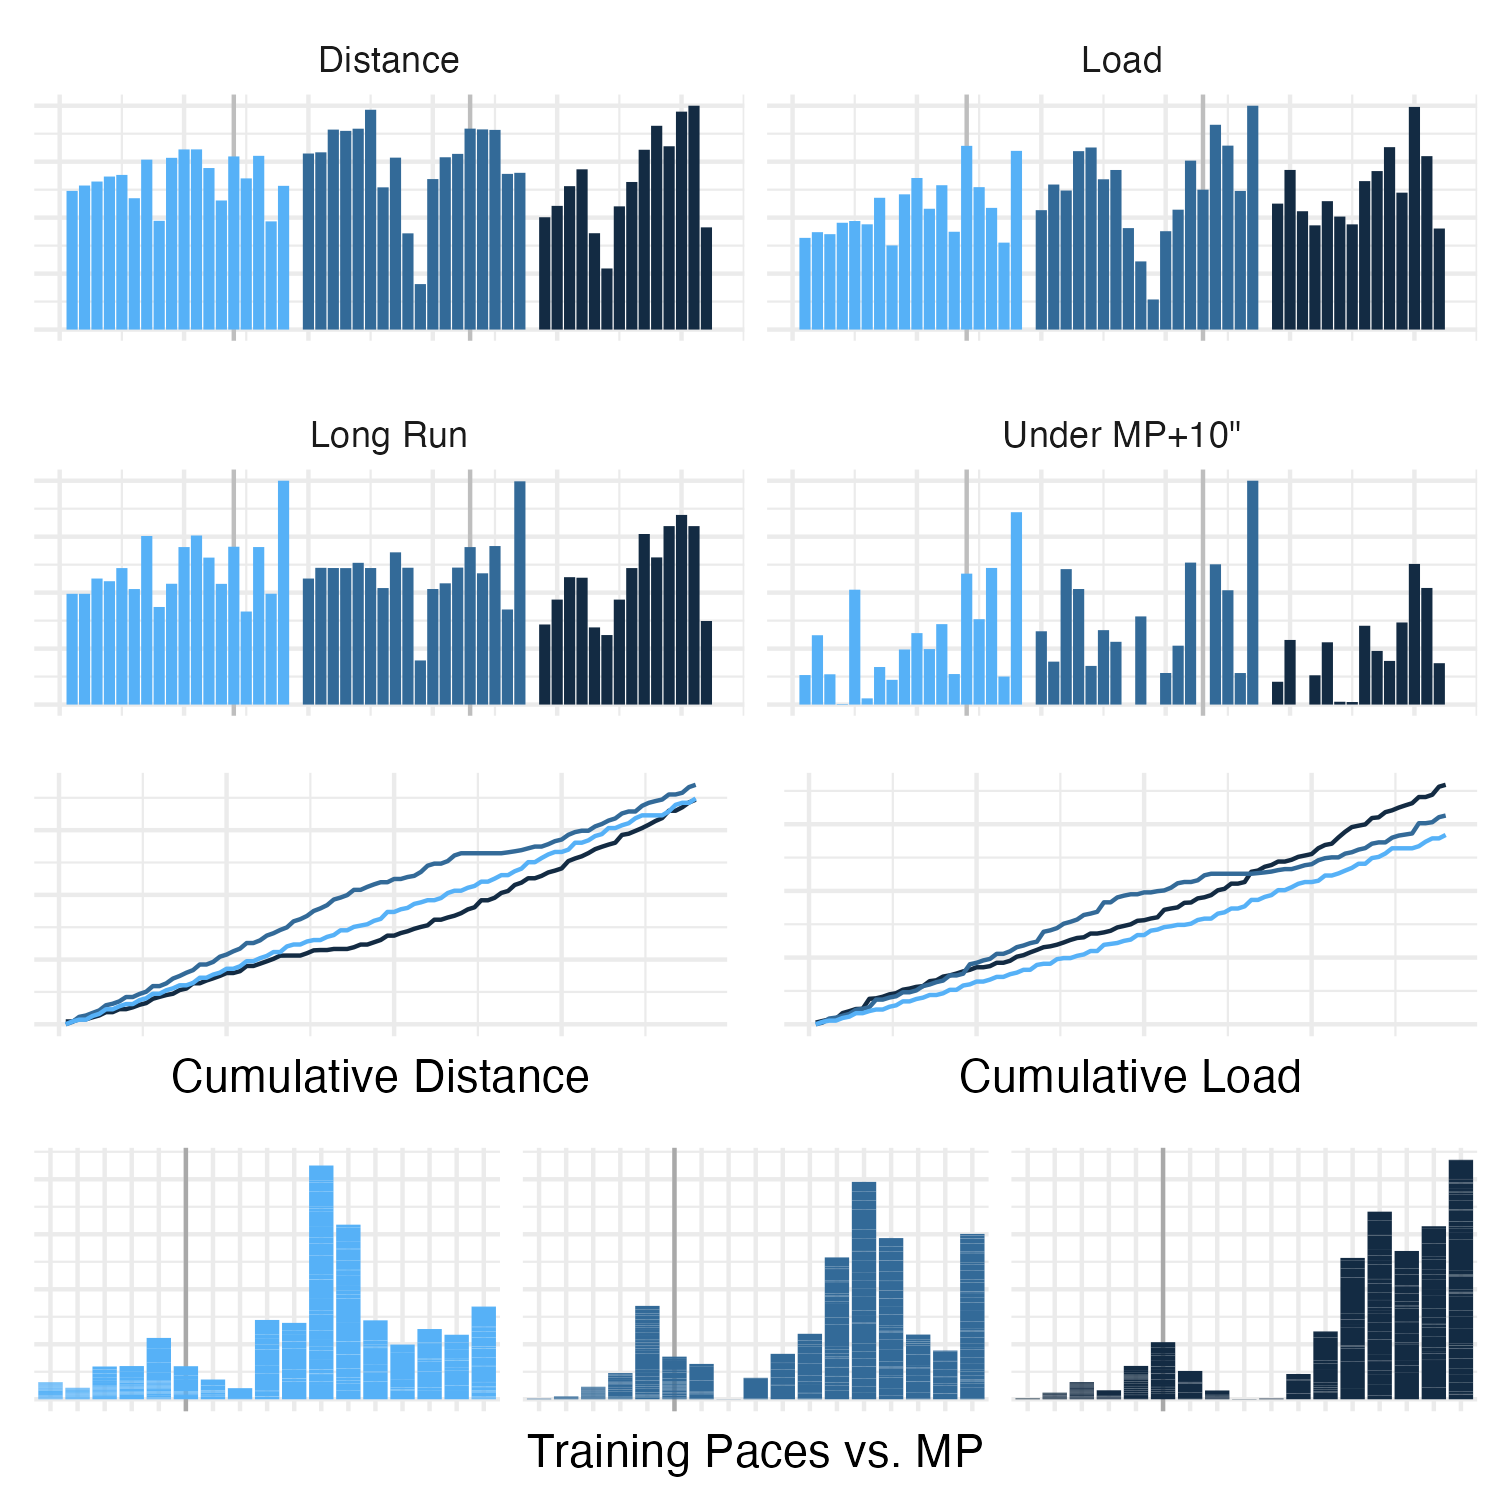 Distance
Load
Long Run
Under MP+10"
Cumulative Distance
Cumulative Load
Training Paces vs. MP